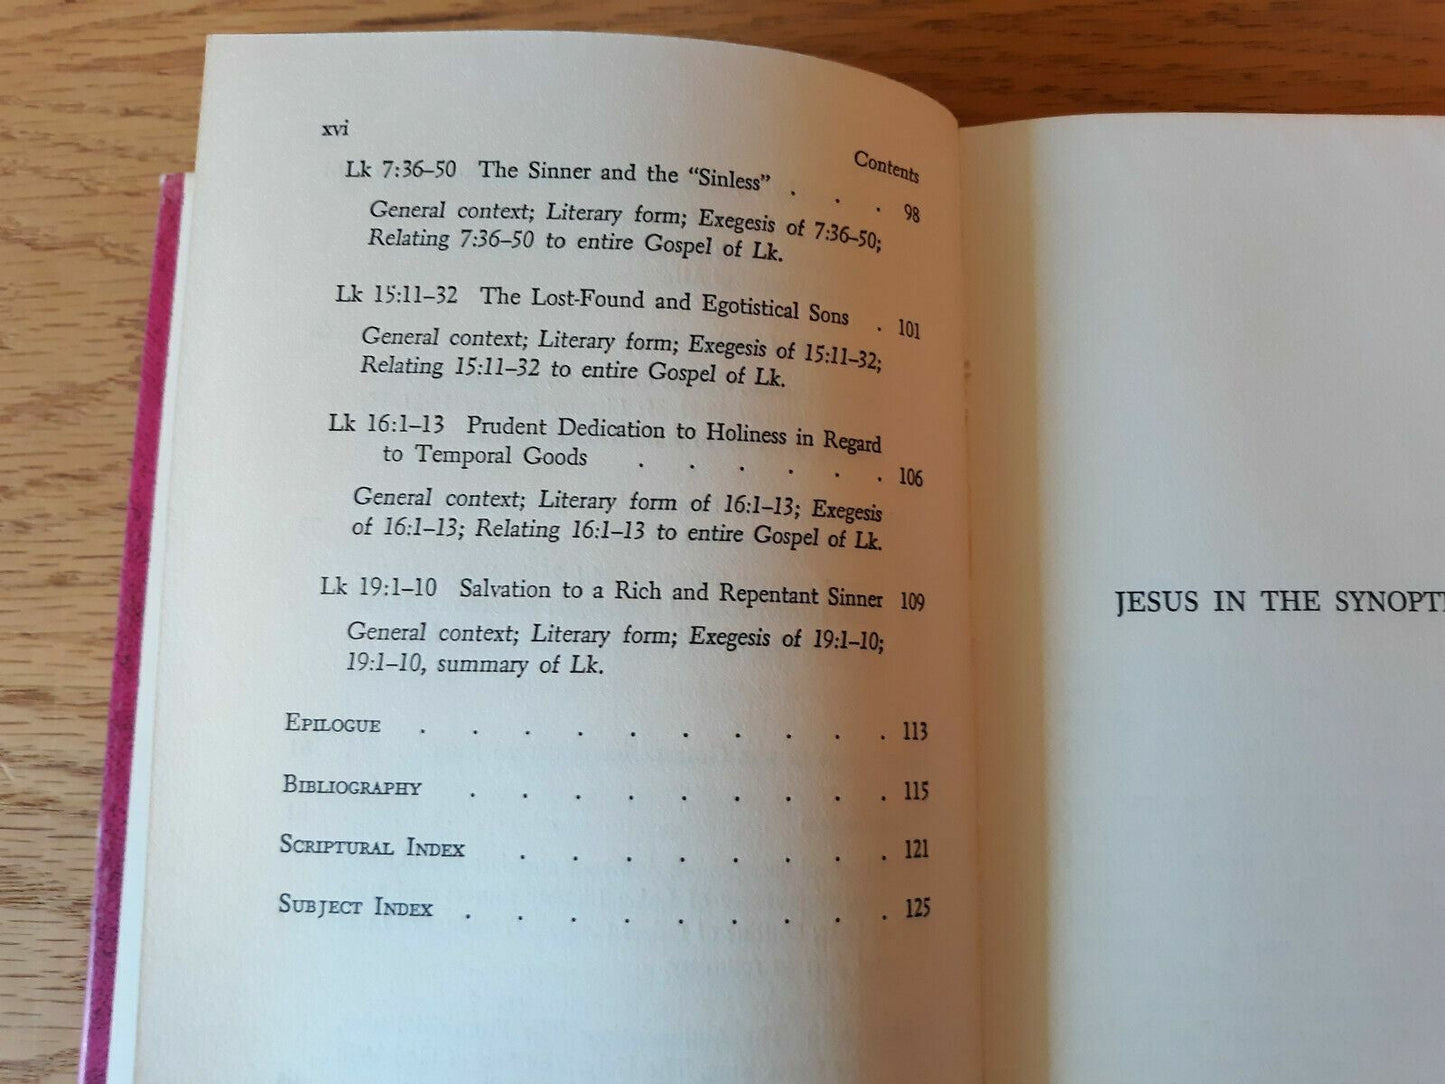 xvi
Contents
Lk 7:36–50 The Sinner and the “Sinless” . . . 98
General context; Literary form; Exegesis of 7:36–50;
Relating 7:36–50 to entire Gospel of Lk.
Lk 15:11–32 The Lost-Found and Egotistical Sons . 101
General context; Literary form; Exegesis of 15:11–32;
Relating 15:11–32 to entire Gospel of Lk.
Lk 16:1–13 Prudent Dedication to Holiness in Regard
to Temporal Goods . . . . . . 106
General context; Literary form of 16:1–13; Exegesis
of 16:1–13; Relating 16:1–13 to entire Gospel of Lk.
Lk 19:1–10 Salvation to a Rich and Repentant Sinner 109
General context; Literary form; Exegesis of 19:1–10;
19:1–10, summary of Lk.
EPILOGUE . . . . . . . . . . 113
BIBLIOGRAPHY . . . . . . . . . 115
SCRIPTURAL INDEX . . . . . . . . 121
SUBJECT INDEX . . . . . . . . . 125
JESUS IN THE